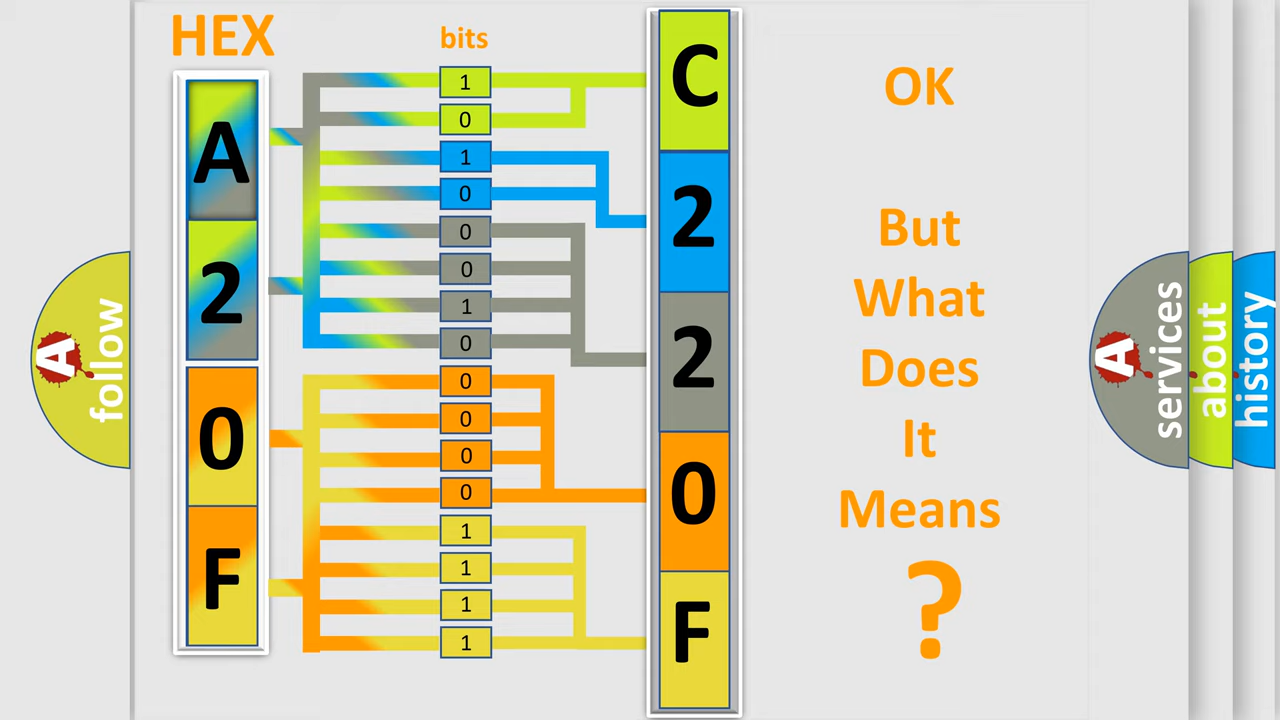 HEX
bits
A
2
0
F
1
0
1
0
0
0
1
0
0
0
0
0
1
1
1
1
C
2
2
0
F
OK
But
What
Does
It
Means
?
A follow
A services
about
history